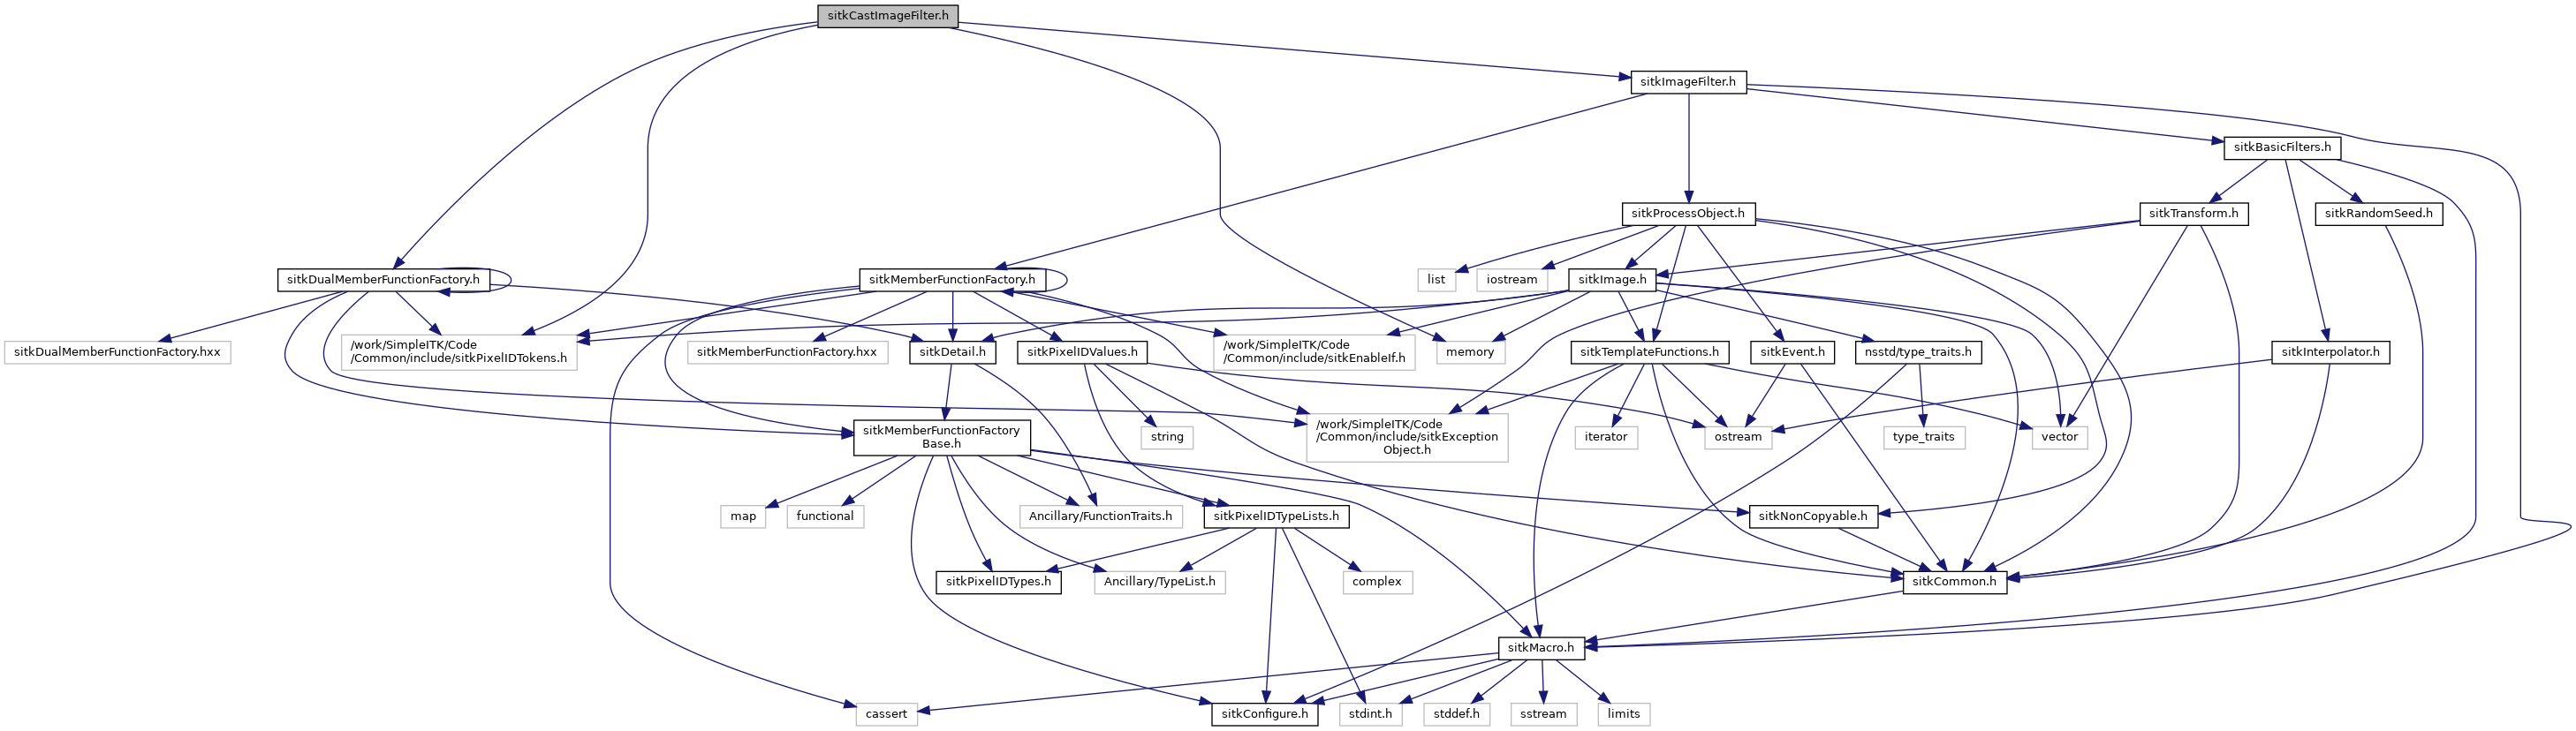 sitkCastImageFilter.h
sitkImageFilter.h
sitkBasicFilters.h
sitkProcessObject.h
sitkTransform.h
sitkRandomSeed.h
sitkDualMemberFunctionFactory.h
sitkMemberFunctionFactory.h
list
iostream
sitkImage.h
sitkDualMemberFunctionFactory.hxx
/work/SimpleITK/Code
/Common/include/sitkPixelIDTokens.h
sitkMemberFunctionFactory.hxx
sitkDetail.h
sitkPixelIDValues.h
/work/SimpleITK/Code
/Common/include/sitkEnableIf.h
memory
sitkTemplateFunctions.h
sitkEvent.h
nsstd/type_traits.h
sitkInterpolator.h
sitkMemberFunctionFactory
Base.h
string
/work/SimpleITK/Code
/Common/include/sitkException
Object.h
iterator
ostream
type_traits
vector
map
functional
Ancillary/FunctionTraits.h
sitkPixelIDTypeLists.h
sitkNonCopyable.h
sitkPixelIDTypes.h
Ancillary/TypeList.h
complex
sitkCommon.h
sitkMacro.h
cassert
sitkConfigure.h
stdint.h
stddef.h
sstream
limits